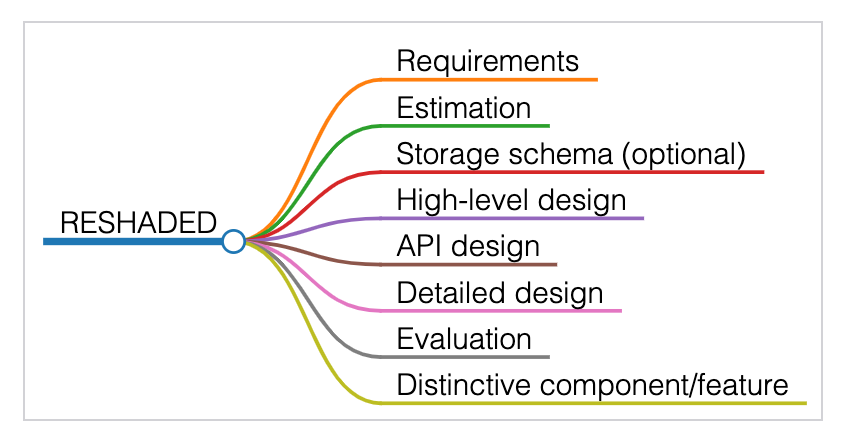 RESHADED
Requirements
Estimation
Storage schema (optional)
High-level design
API design
Detailed design
Evaluation
Distinctive component/feature